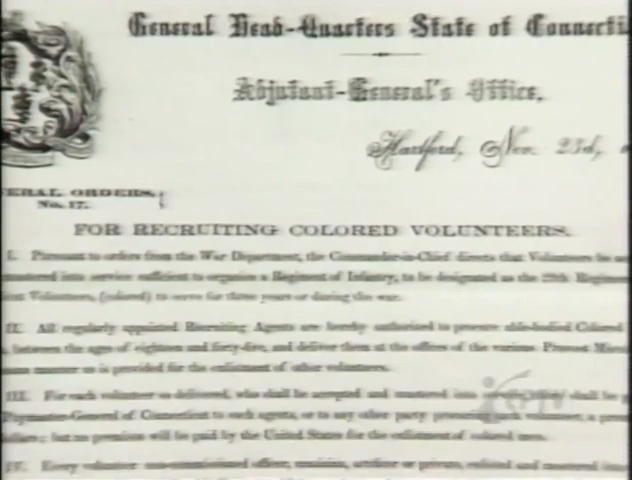 General Head-Quarters State of Connecti
Adjutant-General's Office,
Hartford, Nov. 23d,
ERAL ORDERS,
No. 17.
FOR RECRUITING COLORED VOLUNTEERS.
I. Pursuant to orders from the War Department, the Commander-in-Chief directs that Volunteers be
mustered into service sufficient to organize a Regiment of Infantry, to be designated as the 29th Regimen
Volunteers, (colored) to serve for three years or during the war.
II. All regularly appointed Recruiting Agents are hereby authorized to procure able-bodied Colored
between the ages of eighteen and forty-five, and deliver them at the offices of the various Provost
manner as is provided for the enlistment of other volunteers.
III. For each volunteer so delivered, who shall be accepted and mustered into shall be
Paymaster-General of Connecticut to such agents, or to any other party
but no premium will be paid by the United States for the enlistment of colored men.
IV. Every volunteer non-commissioned officer, musician, artificer or private, enlisted and mustered